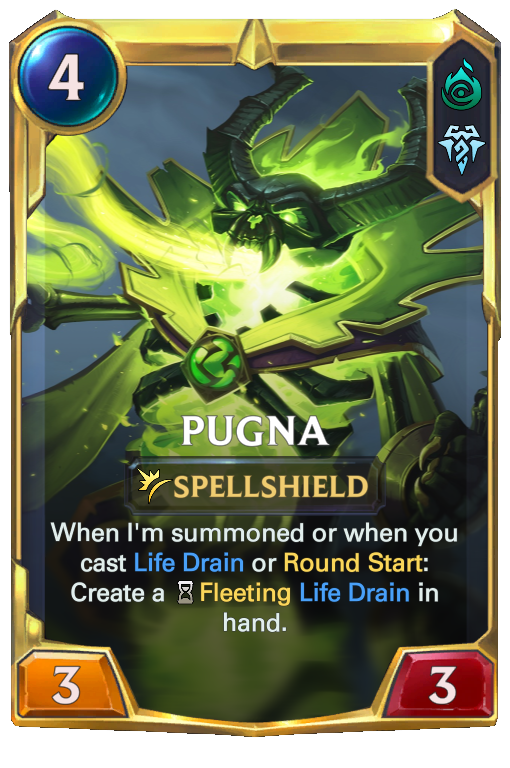 4
PUGNA
SPELLSHIELD
When I'm summoned or when you
cast Life Drain or Round Start:
Create a Fleeting Life Drain in
hand.
3
3